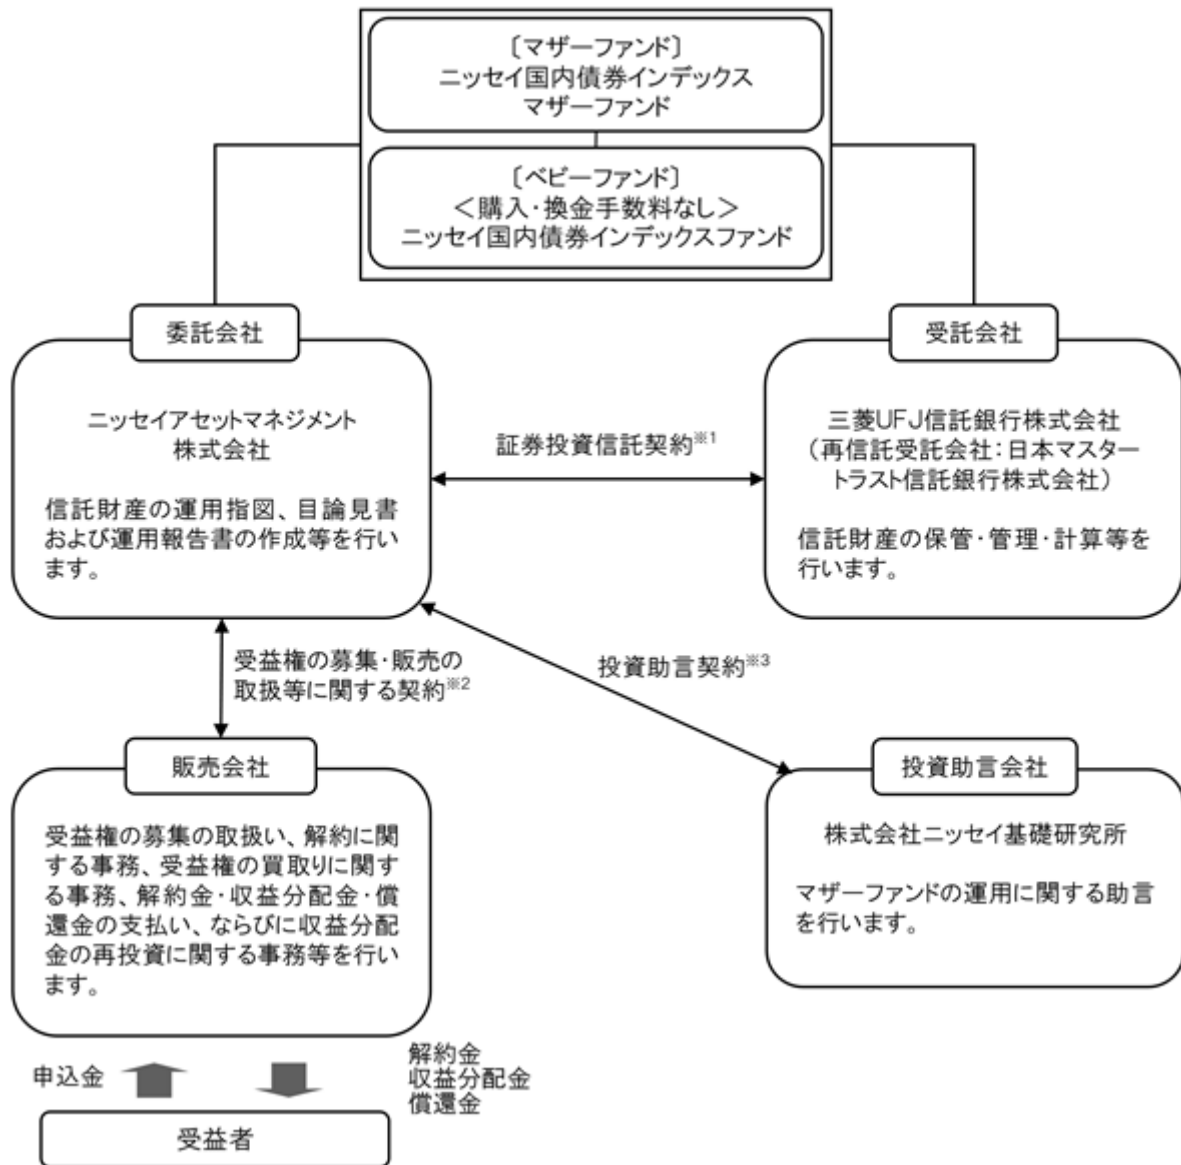 〔マザーファンド〕
ニッセイ国内債券インデックス
マザーファンド
〔ベビーファンド〕
＜購入・換金手数料なし＞
ニッセイ国内債券インデックスファンド
委託会社
ニッセイアセットマネジメント
株式会社
信託財産の運用指図、目論見書
および運用報告書の作成等を行い
ます。
証券投資信託契約※1
受託会社
三菱UFJ信託銀行株式会社
（再信託受託会社：日本マスター
トラスト信託銀行株式会社）
信託財産の保管・管理・計算等を
行います。
受益権の募集・販売の
取扱等に関する契約※2
投資助言契約※3
販売会社
受益権の募集の取扱い、解約に関
する事務、受益権の買取りに関す
る事務、解約金・収益分配金・償
還金の支払い、ならびに収益分配
金の再投資に関する事務等を行い
ます。
投資助言会社
株式会社ニッセイ基礎研究所
マザーファンドの運用に関する助言
を行います。
申込金
解約金
収益分配金
償還金
受益者